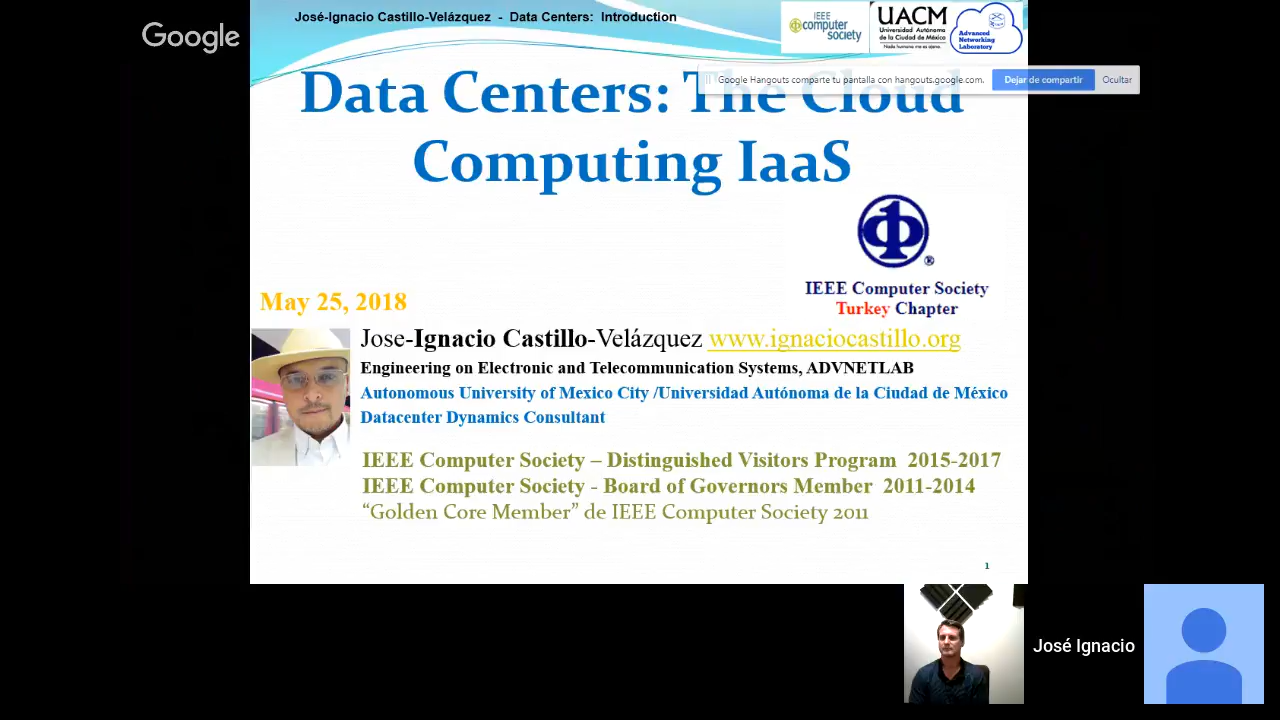 José-Ignacio Castillo-Velázquez - Data Centers: Introduction
IEEE
computer
society
UACM
Universidad Autónoma
de la Ciudad de México
Nada humano me es ajeno
Advanced
Networking
Laboratory
Google
Google Hangouts comparte tu pantalla con hangouts.google.com.
Dejar de compartir
Ocultar
Data Centers: The Cloud
Computing IaaS
®
IEEE Computer Society
Turkey Chapter
May 25, 2018
Jose-Ignacio Castillo-Velázquez www.ignaciocastillo.org
Engineering on Electronic and Telecommunication Systems, ADVNETLAB
Autonomous University of Mexico City /Universidad Autónoma de la Ciudad de México
Datacenter Dynamics Consultant
IEEE Computer Society – Distinguished Visitors Program 2015-2017
IEEE Computer Society - Board of Governors Member 2011-2014
“Golden Core Member” de IEEE Computer Society 2011
1
José Ignacio